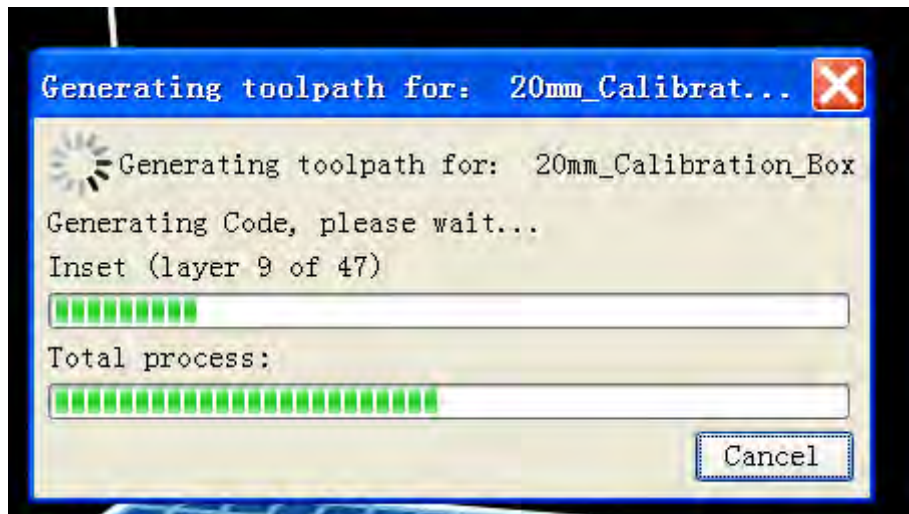 Generating toolpath for: 20mm_Calibrat...
Generating toolpath for: 20mm_Calibration_Box
Generating Code, please wait...
Inset (layer 9 of 47)
Total process:
Cancel